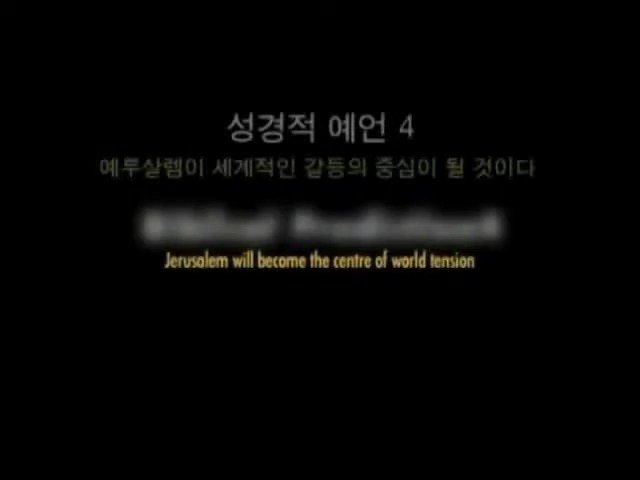 성경적 예언 4
예루살렘이 세계적인 갈등의 중심이 될 것이다
Jerusalem will become the centre of world tension